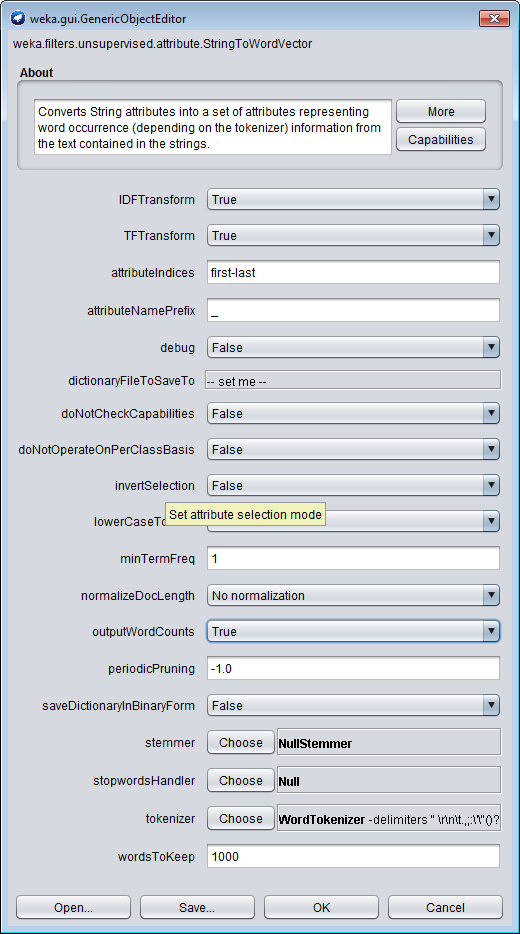 weka.gui.GenericObjectEditor
weka.filters.unsupervised.attribute.StringToWordVector
About
Converts String attributes into a set of attributes representing
word occurrence (depending on the tokenizer) information from
the text contained in the strings.
More
Capabilities
IDFTransform True
TFTransform True
attributeIndices first-last
attributeNamePrefix _
debug False
dictionaryFileToSaveTo -- set me --
doNotCheckCapabilities False
doNotOperateOnPerClassBasis False
invertSelection False
Set attribute selection mode
lowerCaseTo
minTermFreq 1
normalizeDocLength No normalization
outputWordCounts True
periodicPruning -1.0
saveDictionaryInBinaryForm False
stemmer Choose NullStemmer
stopwordsHandler Choose Null
tokenizer Choose WordTokenizer -delimiters " \r\n\t.,;:\'\"()?
wordsToKeep 1000
Open... Save... OK Cancel